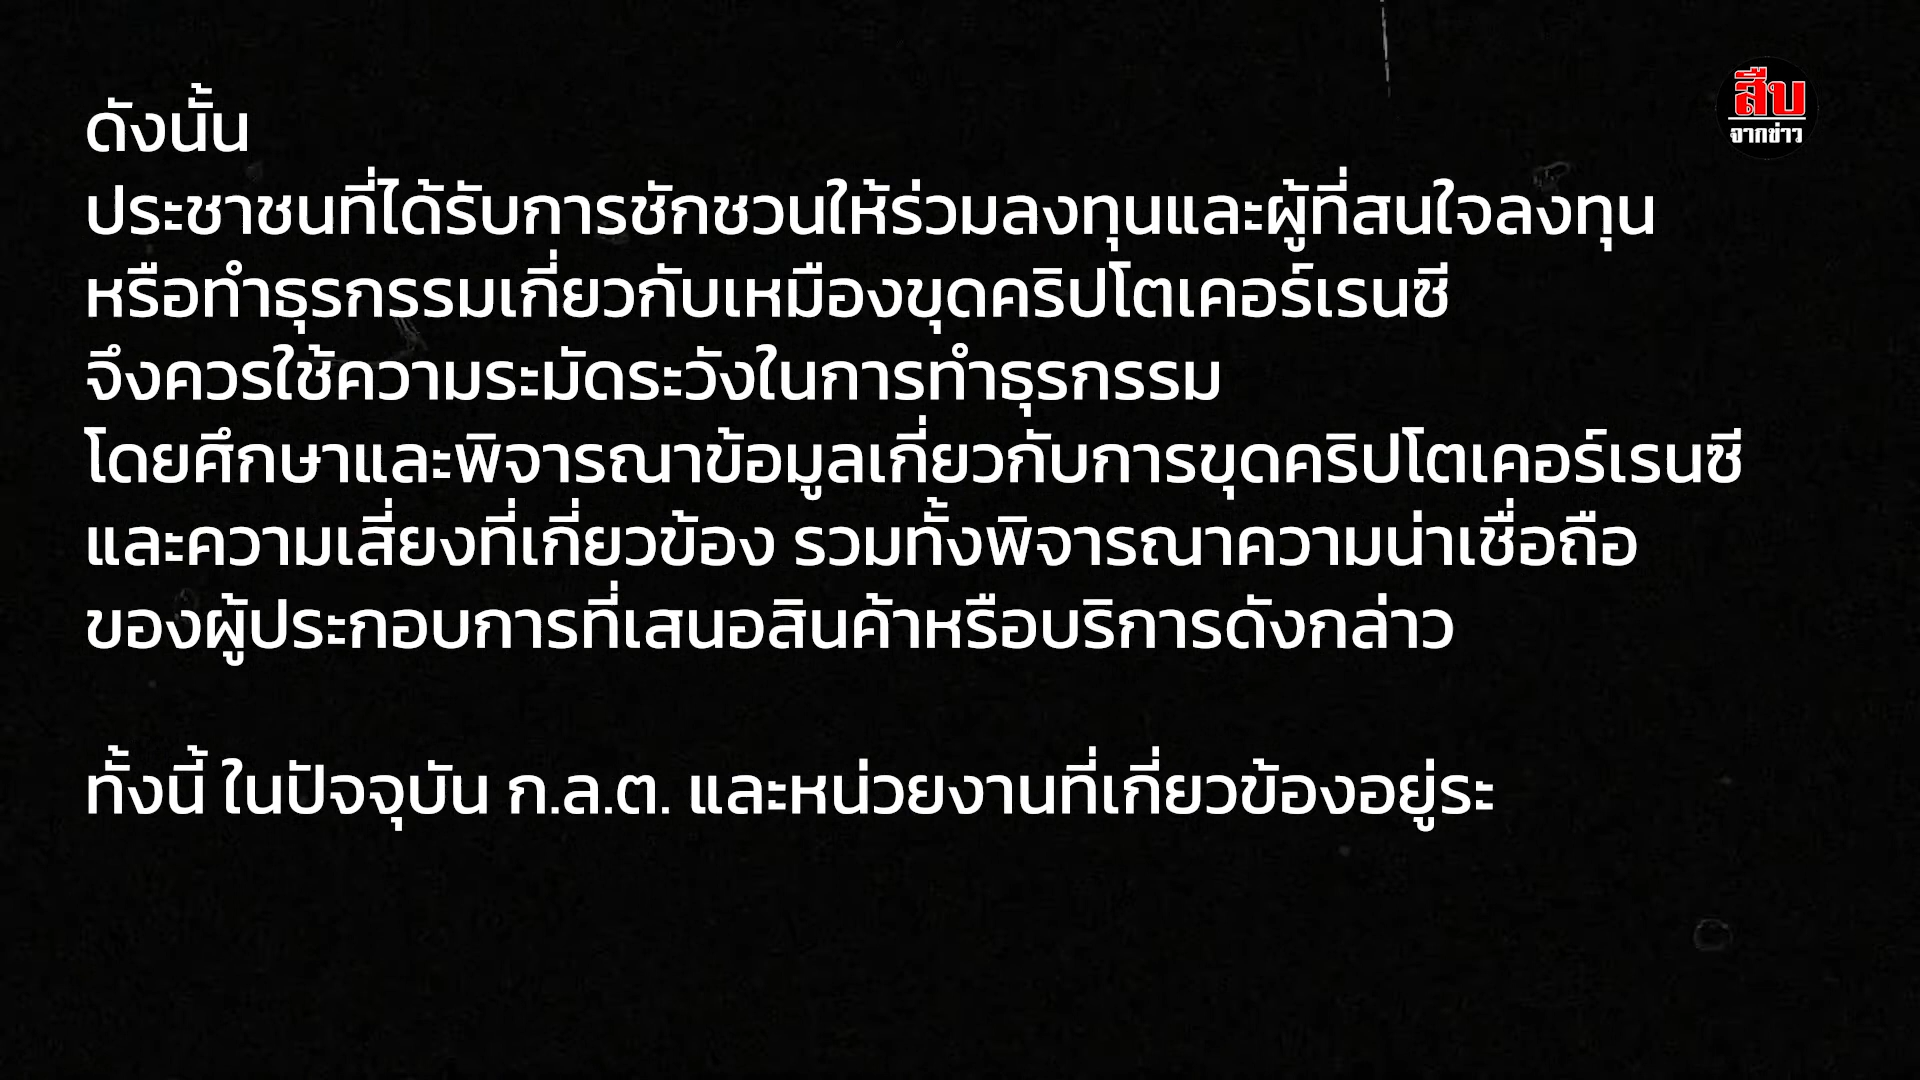 สืบ
จากข่าว
ดังนั้น
ประชาชนที่ได้รับการชักชวนให้ร่วมลงทุนและผู้ที่สนใจลงทุน
หรือทำธุรกรรมเกี่ยวกับเหมืองขุดคริปโตเคอร์เรนซี
จึงควรใช้ความระมัดระวังในการทำธุรกรรม
โดยศึกษาและพิจารณาข้อมูลเกี่ยวกับการขุดคริปโตเคอร์เรนซี
และความเสี่ยงที่เกี่ยวข้อง รวมทั้งพิจารณาความน่าเชื่อถือ
ของผู้ประกอบการที่เสนอสินค้าหรือบริการดังกล่าว
ทั้งนี้ ในปัจจุบัน ก.ล.ต. และหน่วยงานที่เกี่ยวข้องอยู่ระ